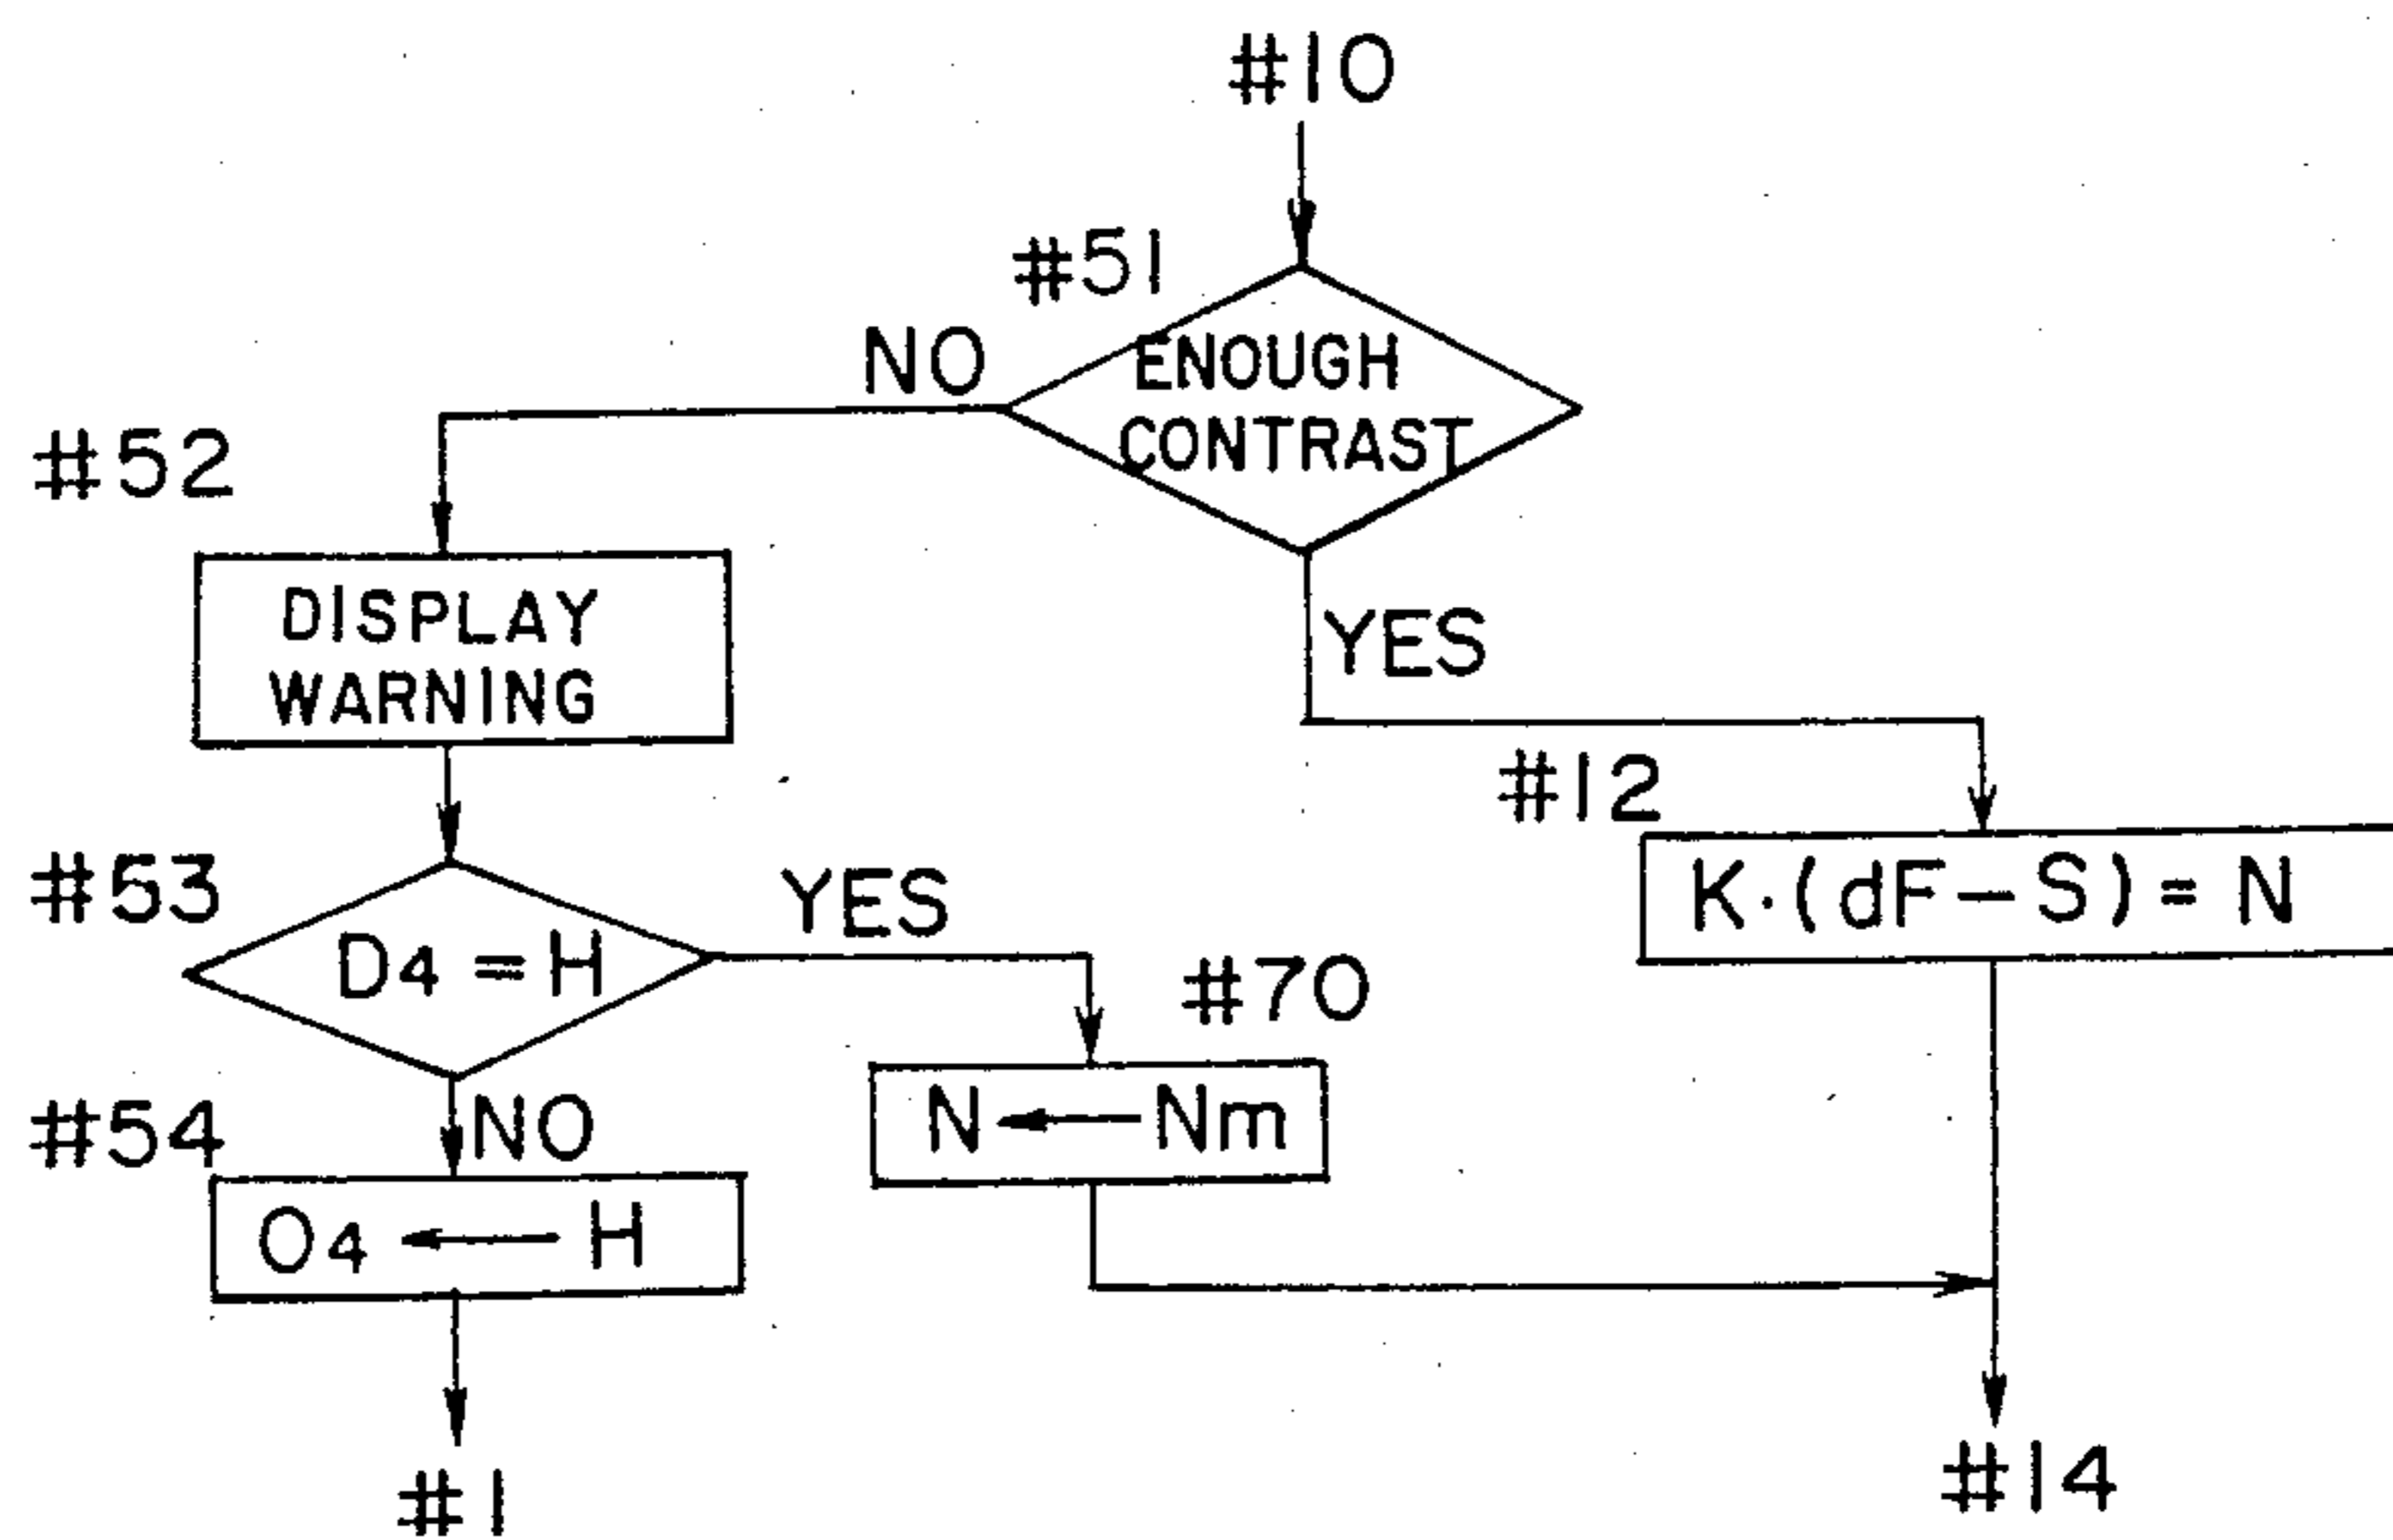 #10
#51
ENOUGH
CONTRAST
NO
YES
#52
DISPLAY
WARNING
#12
K·(dF−S)=N
#53
D4=H
YES
#70
N←Nm
NO
#54
O4←H
#1
#14